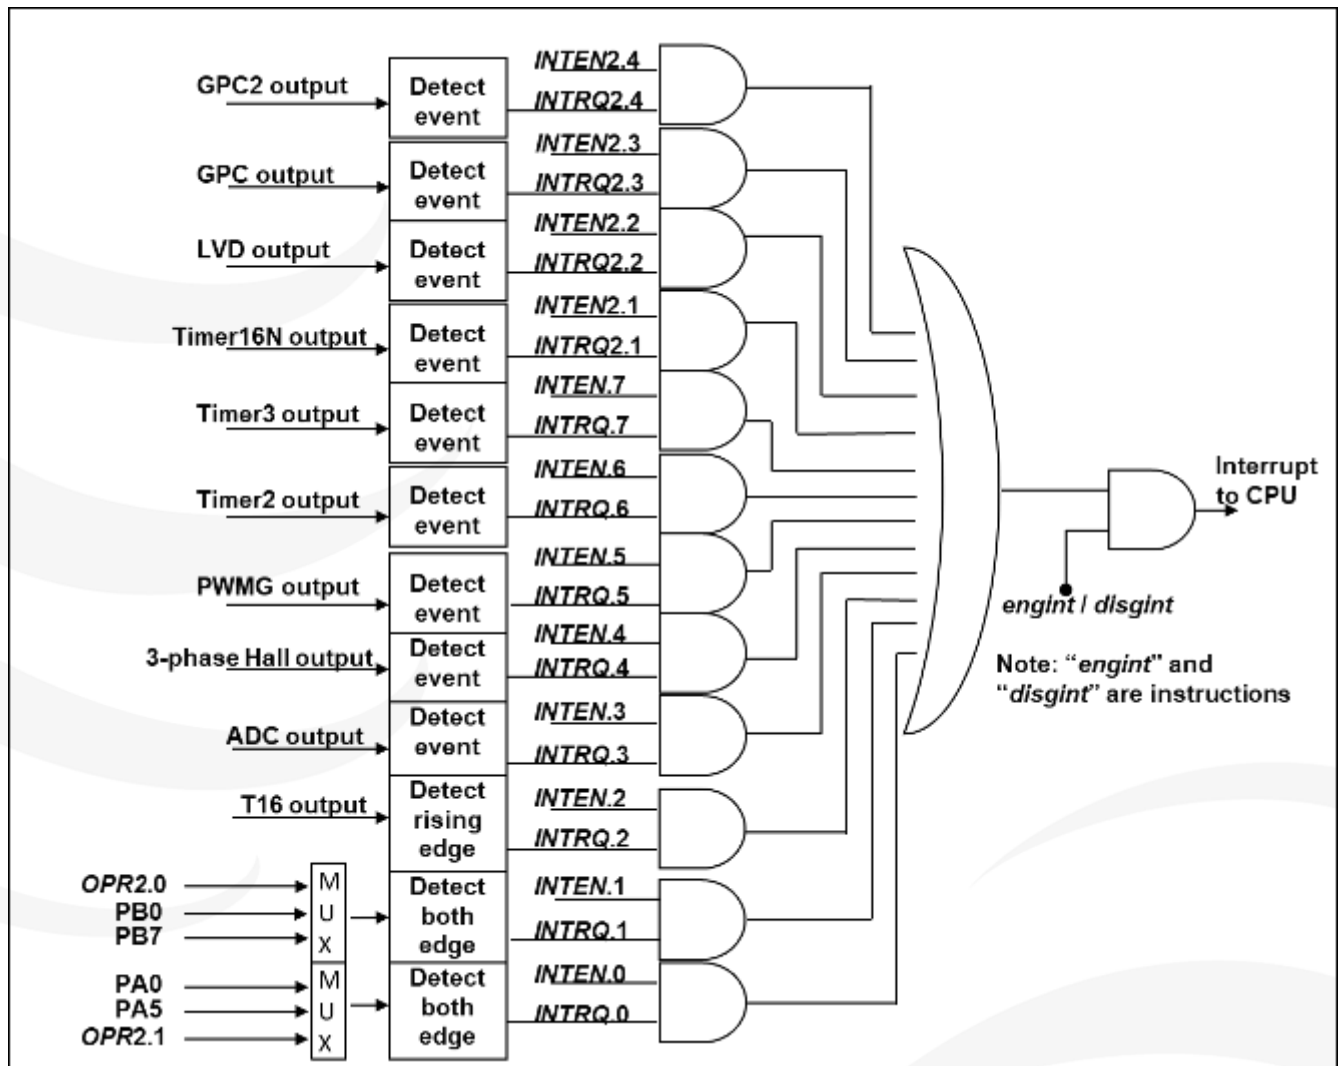 GPC2 output
Detect
event
INTEN2.4
INTRQ2.4
GPC output
Detect
event
INTEN2.3
INTRQ2.3
LVD output
Detect
event
INTEN2.2
INTRQ2.2
Timer16N output
Detect
event
INTEN2.1
INTRQ2.1
Timer3 output
Detect
event
INTEN.7
INTRQ.7
Timer2 output
Detect
event
INTEN.6
INTRQ.6
PWMG output
Detect
event
INTEN.5
INTRQ.5
3-phase Hall output
Detect
event
INTEN.4
INTRQ.4
ADC output
Detect
event
INTEN.3
INTRQ.3
T16 output
Detect
rising
edge
INTEN.2
INTRQ.2
OPR2.0
PB0
PB7
M
U
X
Detect
both
edge
INTEN.1
INTRQ.1
PA0
PA5
OPR2.1
M
U
X
Detect
both
edge
INTEN.0
INTRQ.0
Interrupt
to CPU
engint / disgint
Note: “engint” and
“disgint” are instructions